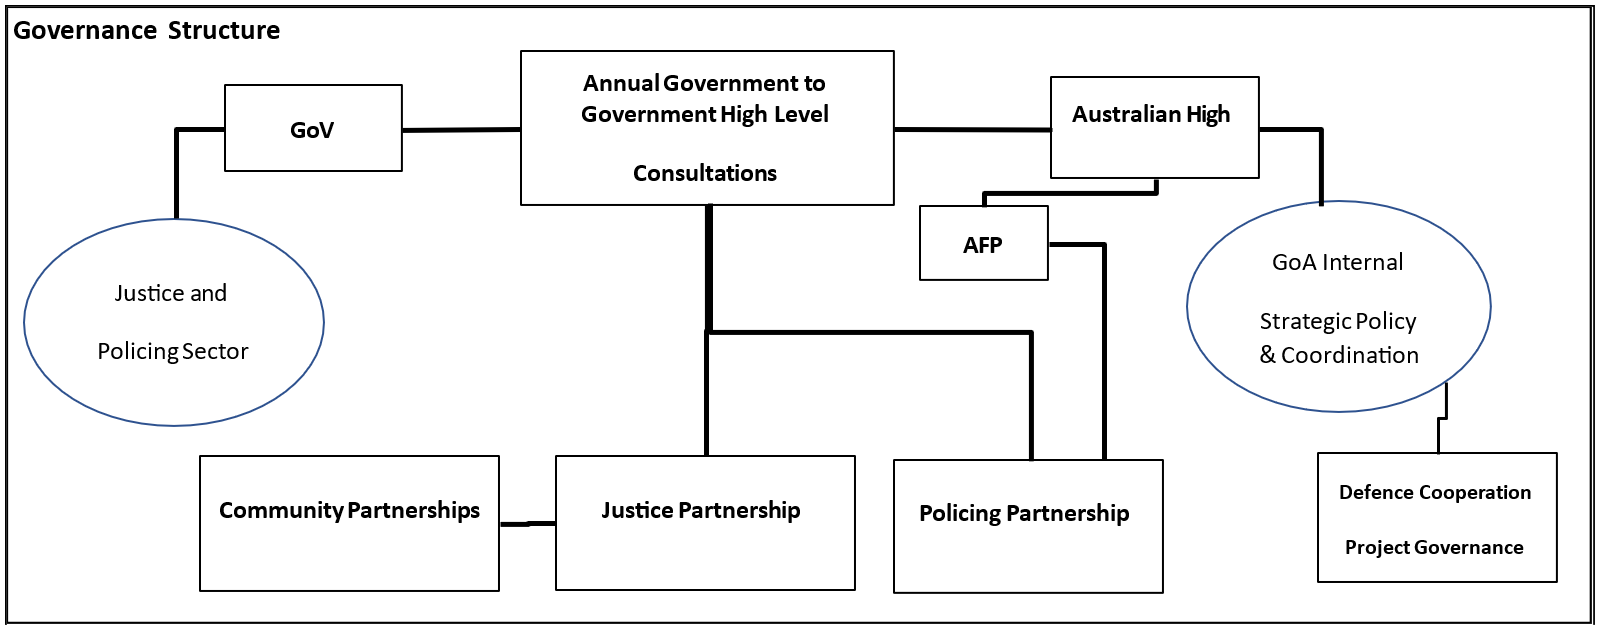 Governance Structure
Annual Government to
Government High Level
Consultations
GoV
Australian High
AFP
Justice and
Policing Sector
GoA Internal
Strategic Policy
& Coordination
Community Partnerships
Justice Partnership
Policing Partnership
Defence Cooperation
Project Governance